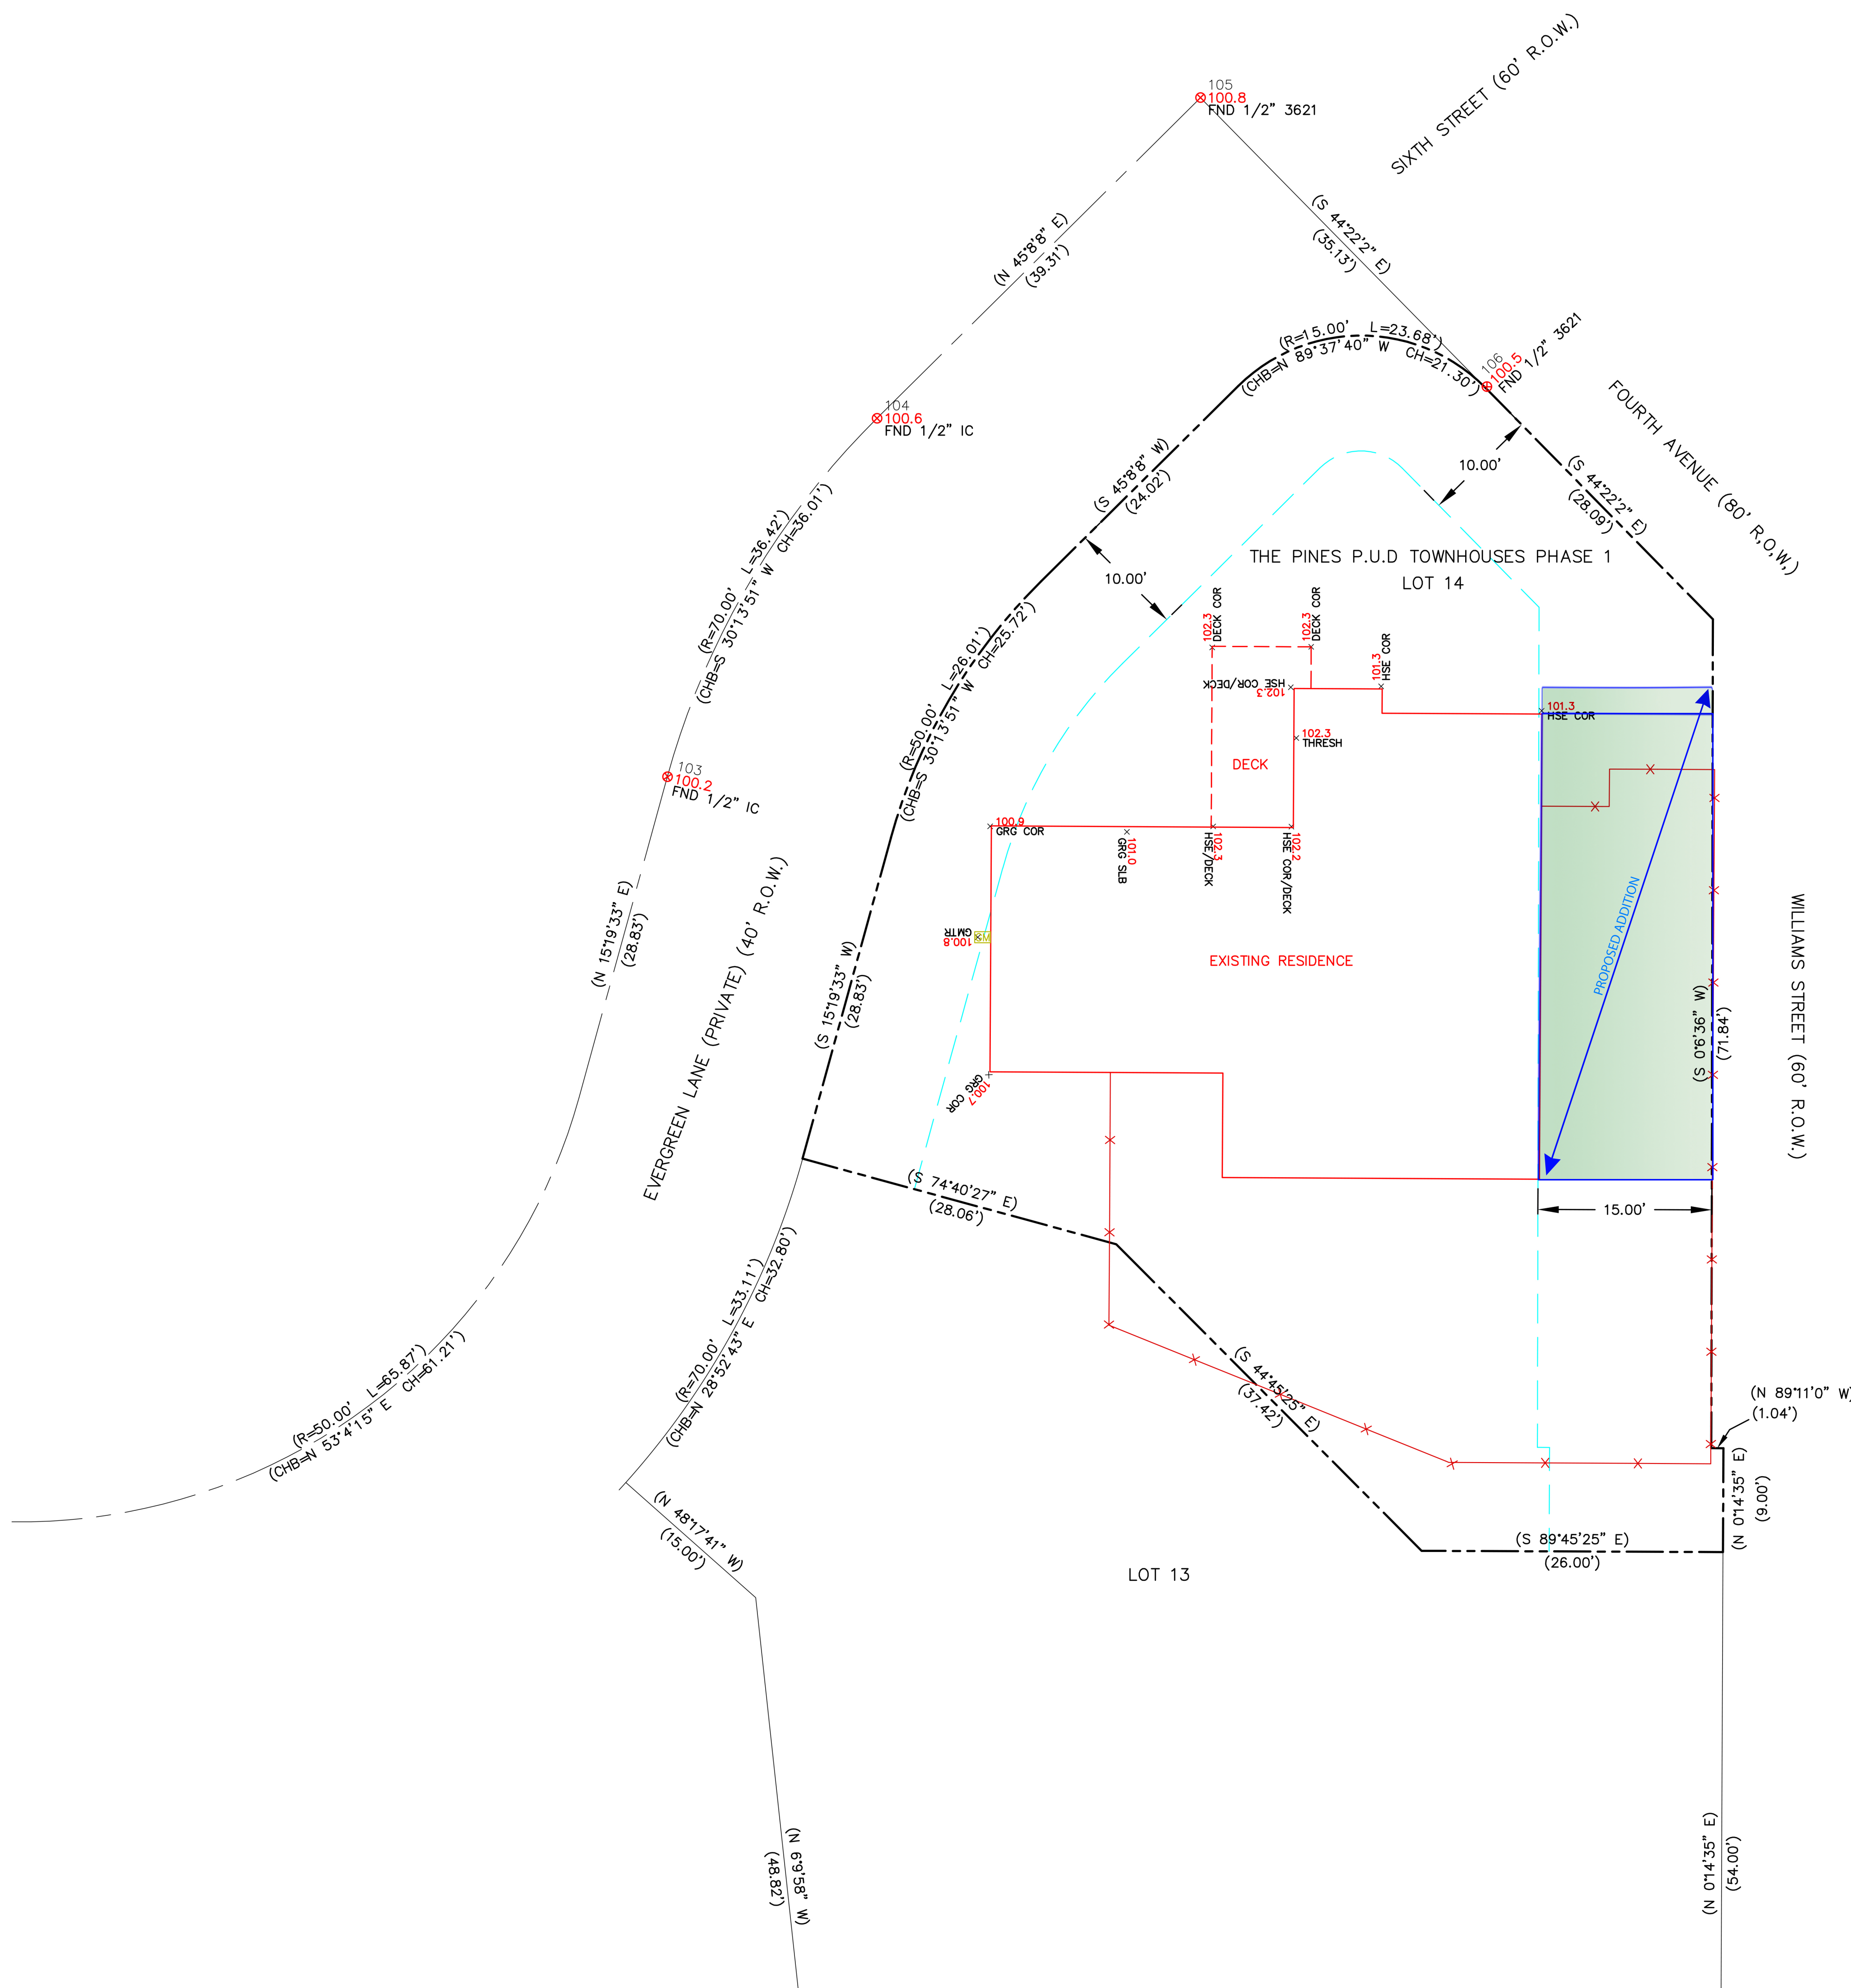 SIXTH STREET (60' R.O.W.)
105
100.8
FND 1/2" 3621
(N 45°8'8" E)
(39.31')
(S 44°22'2" E)
(35.13')
(R=15.00' L=23.68')
(CHB=N 89°37'40" W CH=21.30')
106
100.5
FND 1/2" 3621
FOURTH AVENUE (80' R,O,W,)
104
100.6
FND 1/2" IC
(S 45°8'8" W)
(24.02')
10.00'
(S 44°22'2" E)
(28.09')
(R=70.00' L=36.42')
(CHB=S 30°13'51" W CH=36.01')
10.00'
THE PINES P.U.D TOWNHOUSES PHASE 1
LOT 14
102.3
DECK COR
102.3
DECK COR
101.3
HSE COR
HSE COR/DECK
102.3
(R=50.00' L=26.01')
(CHB=S 30°13'51" W CH=25.72')
101.3
HSE COR
102.3
THRESH
DECK
103
100.2
FND 1/2" IC
100.9
GRG COR
101.0
GRG SLB
102.3
HSE/DECK
102.2
HSE COR/DECK
GMTR
100.8
GM
EXISTING RESIDENCE
PROPOSED ADDITION
WILLIAMS STREET (60' R.O.W.)
(N 15°19'33" E)
(28.83')
EVERGREEN LANE (PRIVATE) (40' R.O.W.)
(S 15°19'33" W)
(28.83')
(S 0°6'36" W)
(71.84')
GRG COR
100.7
(S 74°40'27" E)
(28.06')
15.00'
(R=70.00' L=33.11')
(CHB=N 28°52'43" E CH=32.80')
(R=50.00' L=65.87')
(CHB=N 53°4'15" E CH=61.21')
(S 44°45'25" E)
(37.42')
(N 89°11'0" W)
(1.04')
(N 0°14'35" E)
(9.00')
(N 48°17'41" W)
(15.00')
(S 89°45'25" E)
(26.00')
LOT 13
(N 6°9'58" W)
(48.82')
(N 0°14'35" E)
(54.00')